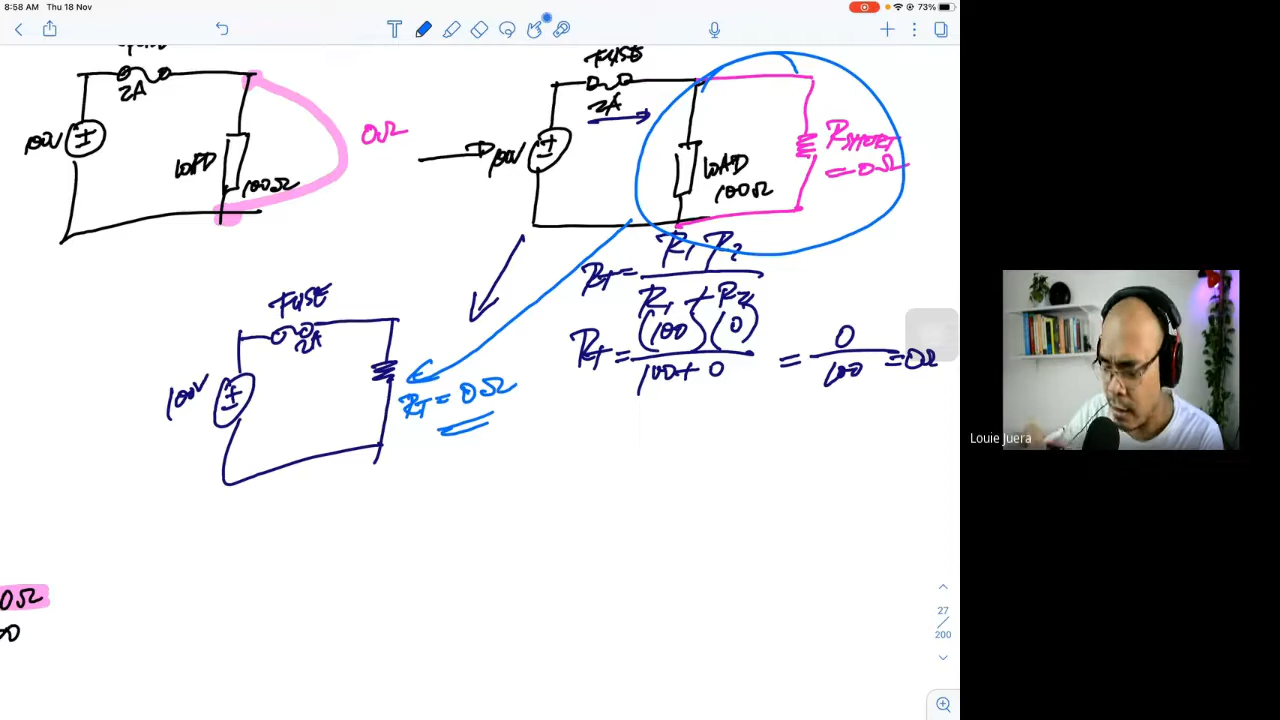 8:58 AM Thu 18 Nov
73%
T
2A
100V
LOAD
100Ω
0Ω
FUSE
2A
100V
LOAD
100Ω
RSHORT
= 0Ω
RT = R1 R2
R1 + R2
RT = (100)(0)
100 + 0
= 0
100
= 0Ω
FUSE
2A
100V
RT = 0Ω
0Ω
Louie Juera
27
200